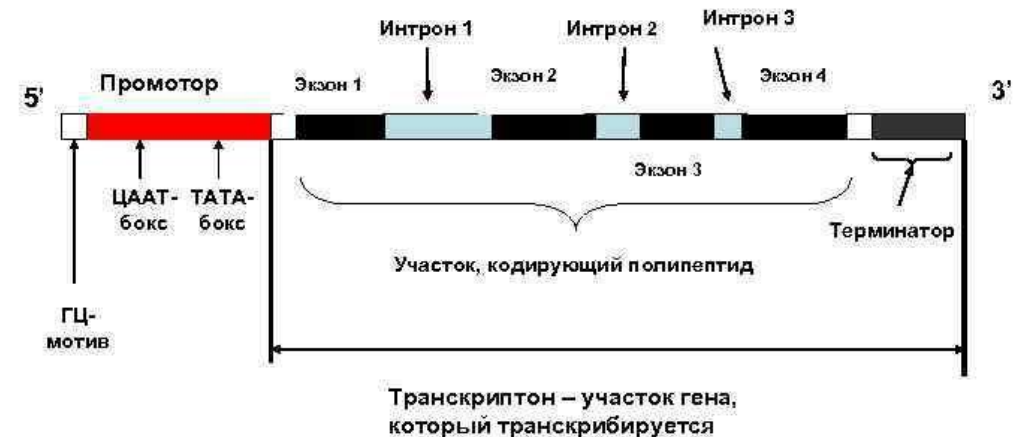 Интрон 1
Интрон 2
Интрон 3
Промотор
Экзон 1
Экзон 2
Экзон 4
5'
3'
ЦААТ-
бокс
ТАТА-
бокс
Экзон 3
Терминатор
Участок, кодирующий полипептид
ГЦ-
мотив
Транскриптон – участок гена,
который транскрибируется